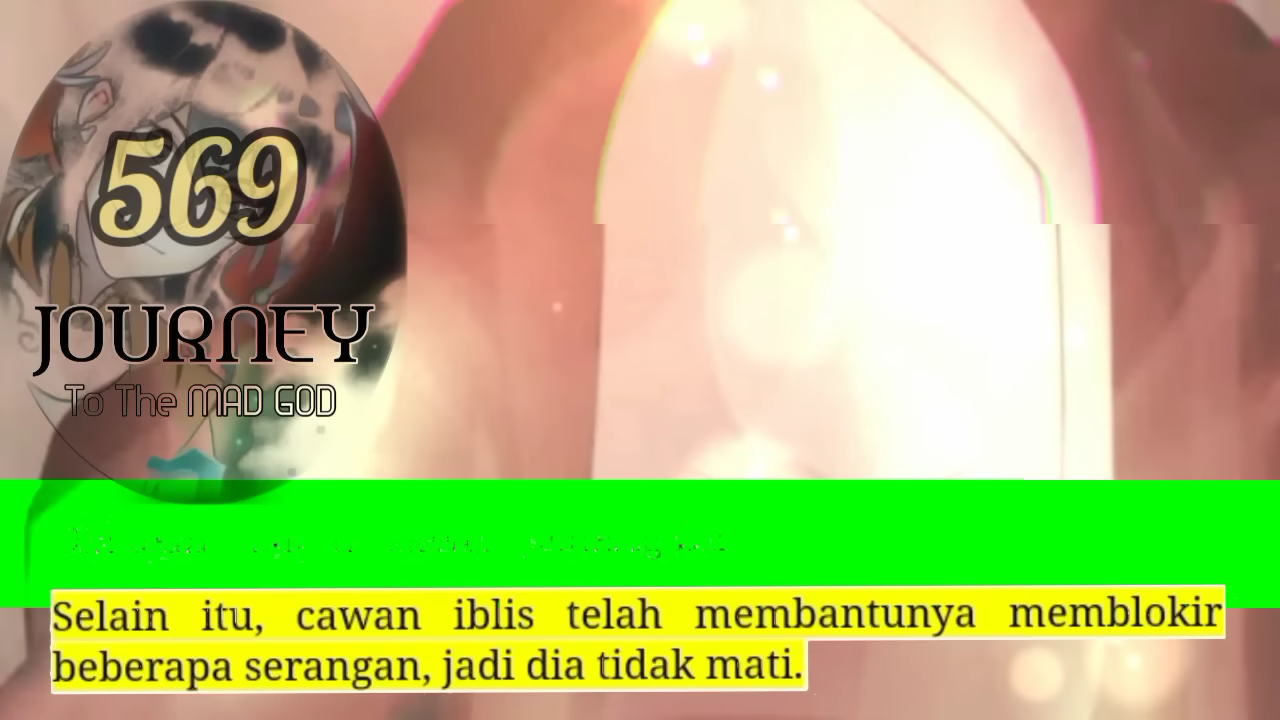 569
JOURNEY
To The MAD GOD
Selain itu, cawan iblis telah membantunya memblokir
beberapa serangan, jadi dia tidak mati.